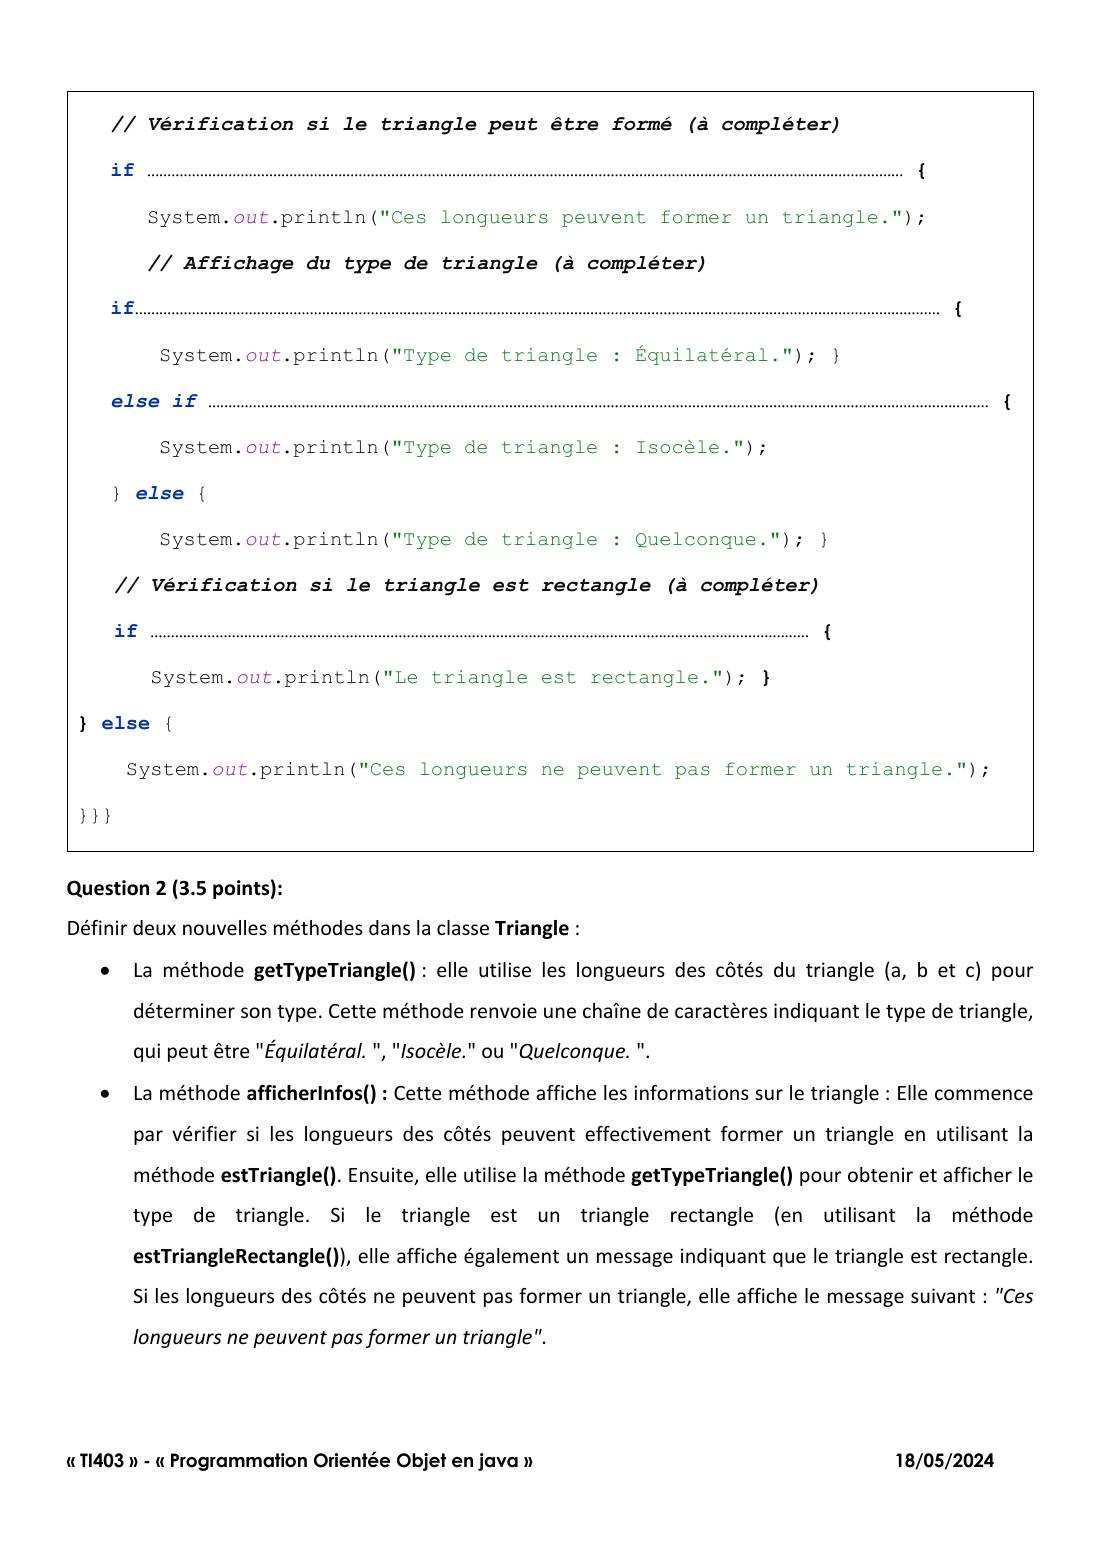 // Vérification si le triangle peut être formé (à compléter)
if ................................................................ {
System.out.println("Ces longueurs peuvent former un triangle.");
// Affichage du type de triangle (à compléter)
if................................................................ {
System.out.println("Type de triangle : Équilatéral."); }
else if ................................................................ {
System.out.println("Type de triangle : Isocèle.");
} else {
System.out.println("Type de triangle : Quelconque."); }
// Vérification si le triangle est rectangle (à compléter)
if ................................................................ {
System.out.println("Le triangle est rectangle."); }
} else {
System.out.println("Ces longueurs ne peuvent pas former un triangle.");
}}}
Question 2 (3.5 points):
Définir deux nouvelles méthodes dans la classe Triangle :
• La méthode getTypeTriangle() : elle utilise les longueurs des côtés du triangle (a, b et c) pour
déterminer son type. Cette méthode renvoie une chaîne de caractères indiquant le type de triangle,
qui peut être "Équilatéral. ", "Isocèle." ou "Quelconque. ".
• La méthode afficherInfos() : Cette méthode affiche les informations sur le triangle : Elle commence
par vérifier si les longueurs des côtés peuvent effectivement former un triangle en utilisant la
méthode estTriangle(). Ensuite, elle utilise la méthode getTypeTriangle() pour obtenir et afficher le
type de triangle. Si le triangle est un triangle rectangle (en utilisant la méthode
estTriangleRectangle()), elle affiche également un message indiquant que le triangle est rectangle.
Si les longueurs des côtés ne peuvent pas former un triangle, elle affiche le message suivant : "Ces
longueurs ne peuvent pas former un triangle".
« TI403 » - « Programmation Orientée Objet en java » 18/05/2024